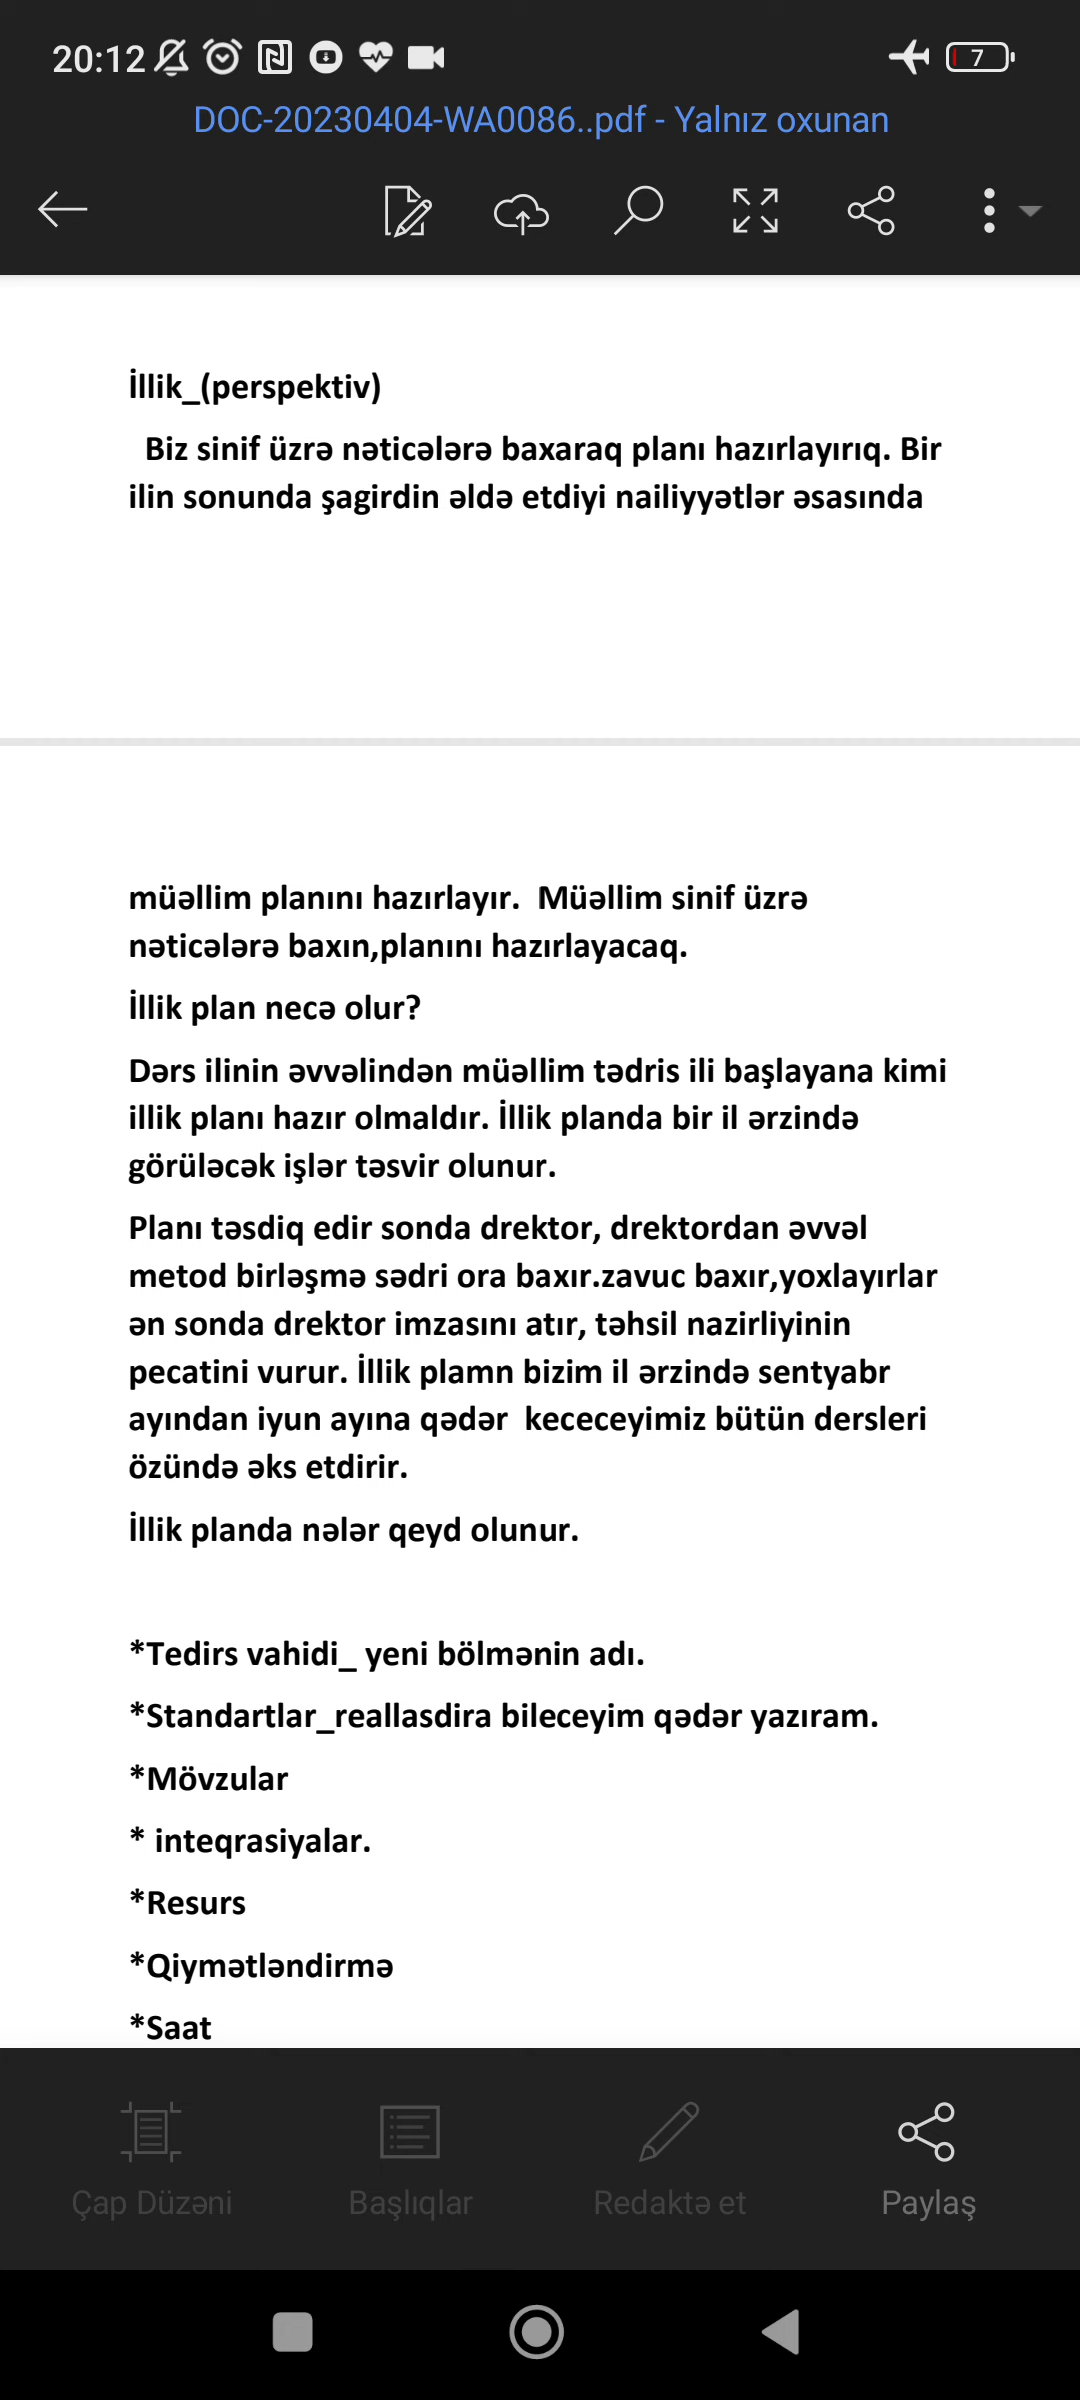 20:12
7
DOC-20230404-WA0086..pdf - Yalnız oxunan
İllik_(perspektiv)
Biz sinif üzrə nəticələrə baxaraq planı hazırlayırıq. Bir
ilin sonunda şagirdin əldə etdiyi nailiyyətlər əsasında
müəllim planını hazırlayır. Müəllim sinif üzrə
nəticələrə baxın,planını hazırlayacaq.
İllik plan necə olur?
Dərs ilinin əvvəlindən müəllim tədris ili başlayana kimi
illik planı hazır olmaldır. İllik planda bir il ərzində
görüləcək işlər təsvir olunur.
Planı təsdiq edir sonda drektor, drektordan əvvəl
metod birləşmə sədri ora baxır.zavuc baxır,yoxlayırlar
ən sonda drektor imzasını atır, təhsil nazirliyinin
pecatini vurur. İllik plamn bizim il ərzində sentyabr
ayından iyun ayına qədər kececeyimiz bütün dersleri
özündə əks etdirir.
İllik planda nələr qeyd olunur.
*Tedirs vahidi_ yeni bölmənin adı.
*Standartlar_reallasdira bileceyim qədər yazıram.
*Mövzular
* inteqrasiyalar.
*Resurs
*Qiymətləndirmə
*Saat
Çap Düzəni
Başlıqlar
Redaktə et
Paylaş